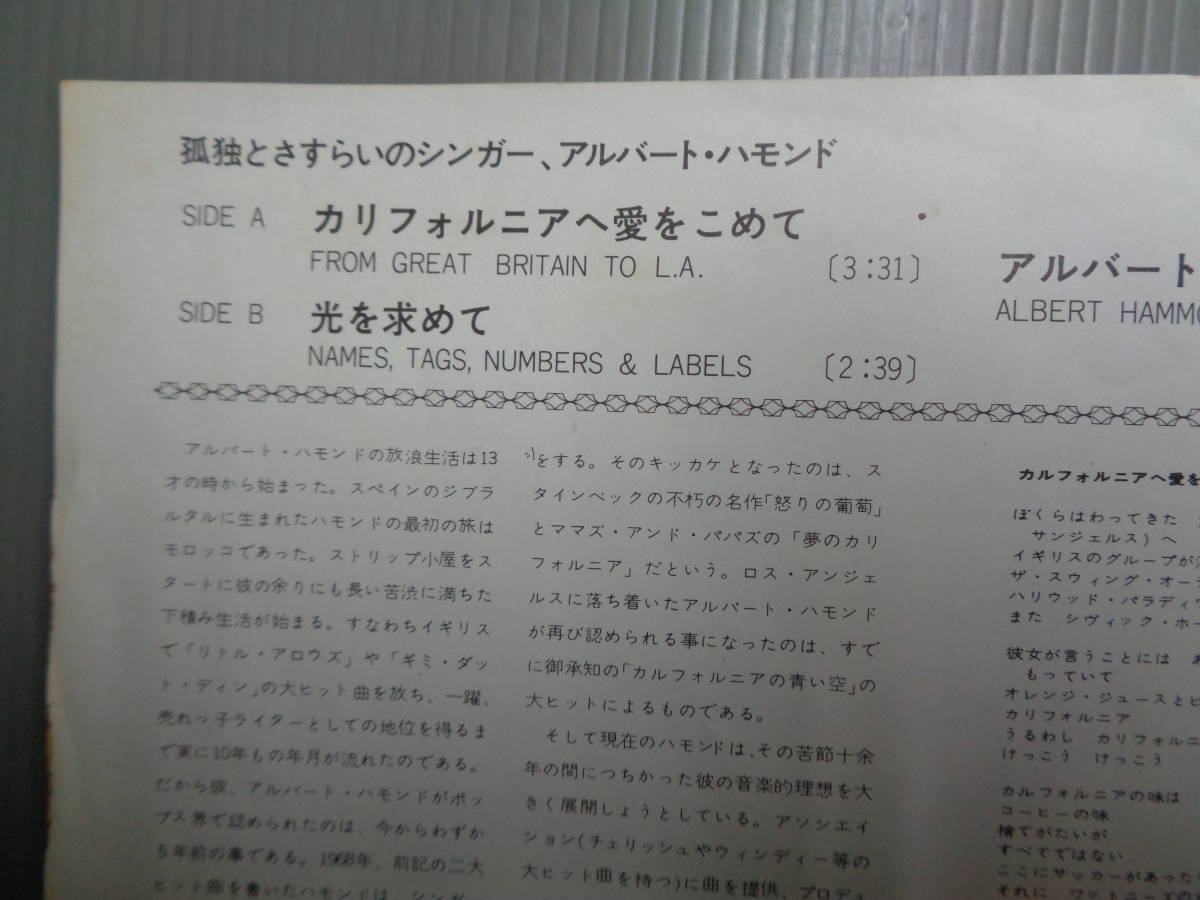 孤独とさすらいのシンガー、アルバート・ハモンド
SIDE A カリフォルニアへ愛をこめて
FROM GREAT BRITAIN TO L.A. 〔3:31〕
SIDE B 光を求めて
NAMES, TAGS, NUMBERS & LABELS 〔2:39〕
アルバート
ALBERT HAMMO
アルバート・ハモンドの放浪生活は13
才の時から始まった。スペインのジブラ
ルタルに生まれたハモンドの最初の旅は
モロッコであった。ストリップ小屋をス
タートに彼の余りにも長い苦渋に満ちた
下積み生活が始まる。すなわちイギリス
で「リトル・アロウズ」や「ギミ・ダッ
ト・ディン」の大ヒット曲を放ち、一躍、
売れっ子ライターとしての地位を得るま
で実に10年もの年月が流れたのである。
だから彼、アルバート・ハモンドがポッ
プス界で認められたのは、今からわずか
5年前の事である。1968年、前記の二大
ヒット曲を書いたハモンドは、シンガー
をする。そのキッカケとなったのは、ス
タインベックの不朽の名作「怒りの葡萄」
とママズ・アンド・パパズの「夢のカリ
フォルニア」だという。ロス・アンジェ
ルスに落ち着いたアルバート・ハモンド
が再び認められる事になったのは、すで
に御承知の「カルフォルニアの青い空」の
大ヒットによるものである。
そして現在のハモンドは、その苦節十余
年の間につちかった彼の音楽的理想を大
きく展開しょうとしている。アソシエイ
ション(チェリッシュやウィンディー等の
大ヒット曲を持つ)に曲を提供、プロデュ
カルフォルニアへ愛を
ぼくらはわってきた
サンジェルス)へ
イギリスのグループが
ザ・スウィング・オー
ハリウッド・パラディ
また シヴィック・ホー
彼女が言うことには
もっていて
オレンジ・ジュースと
カリフォルニア
うるわし カリフォルニ
けっこう けっこう
カルフォルニアの味は
コーヒーの味
捨てがたいが
すべてではない
ここにサッカーがあった
それに ワットニーズの